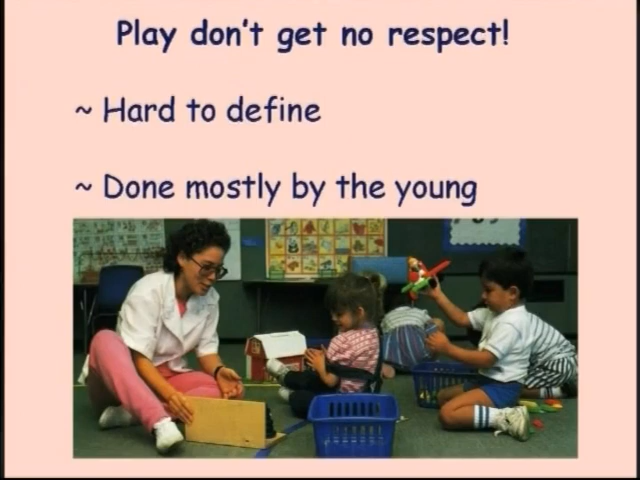 Play don't get no respect!
~ Hard to define
~ Done mostly by the young